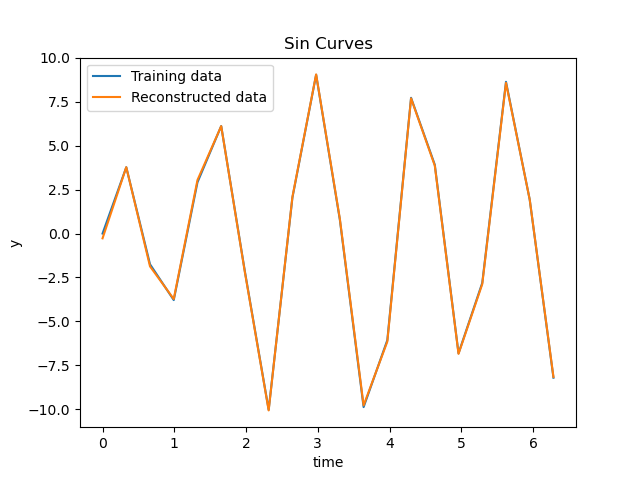 Sin Curves
Training data
Reconstructed data
10.0
7.5
5.0
2.5
0.0
−2.5
−5.0
−7.5
−10.0
y
0 1 2 3 4 5 6
time